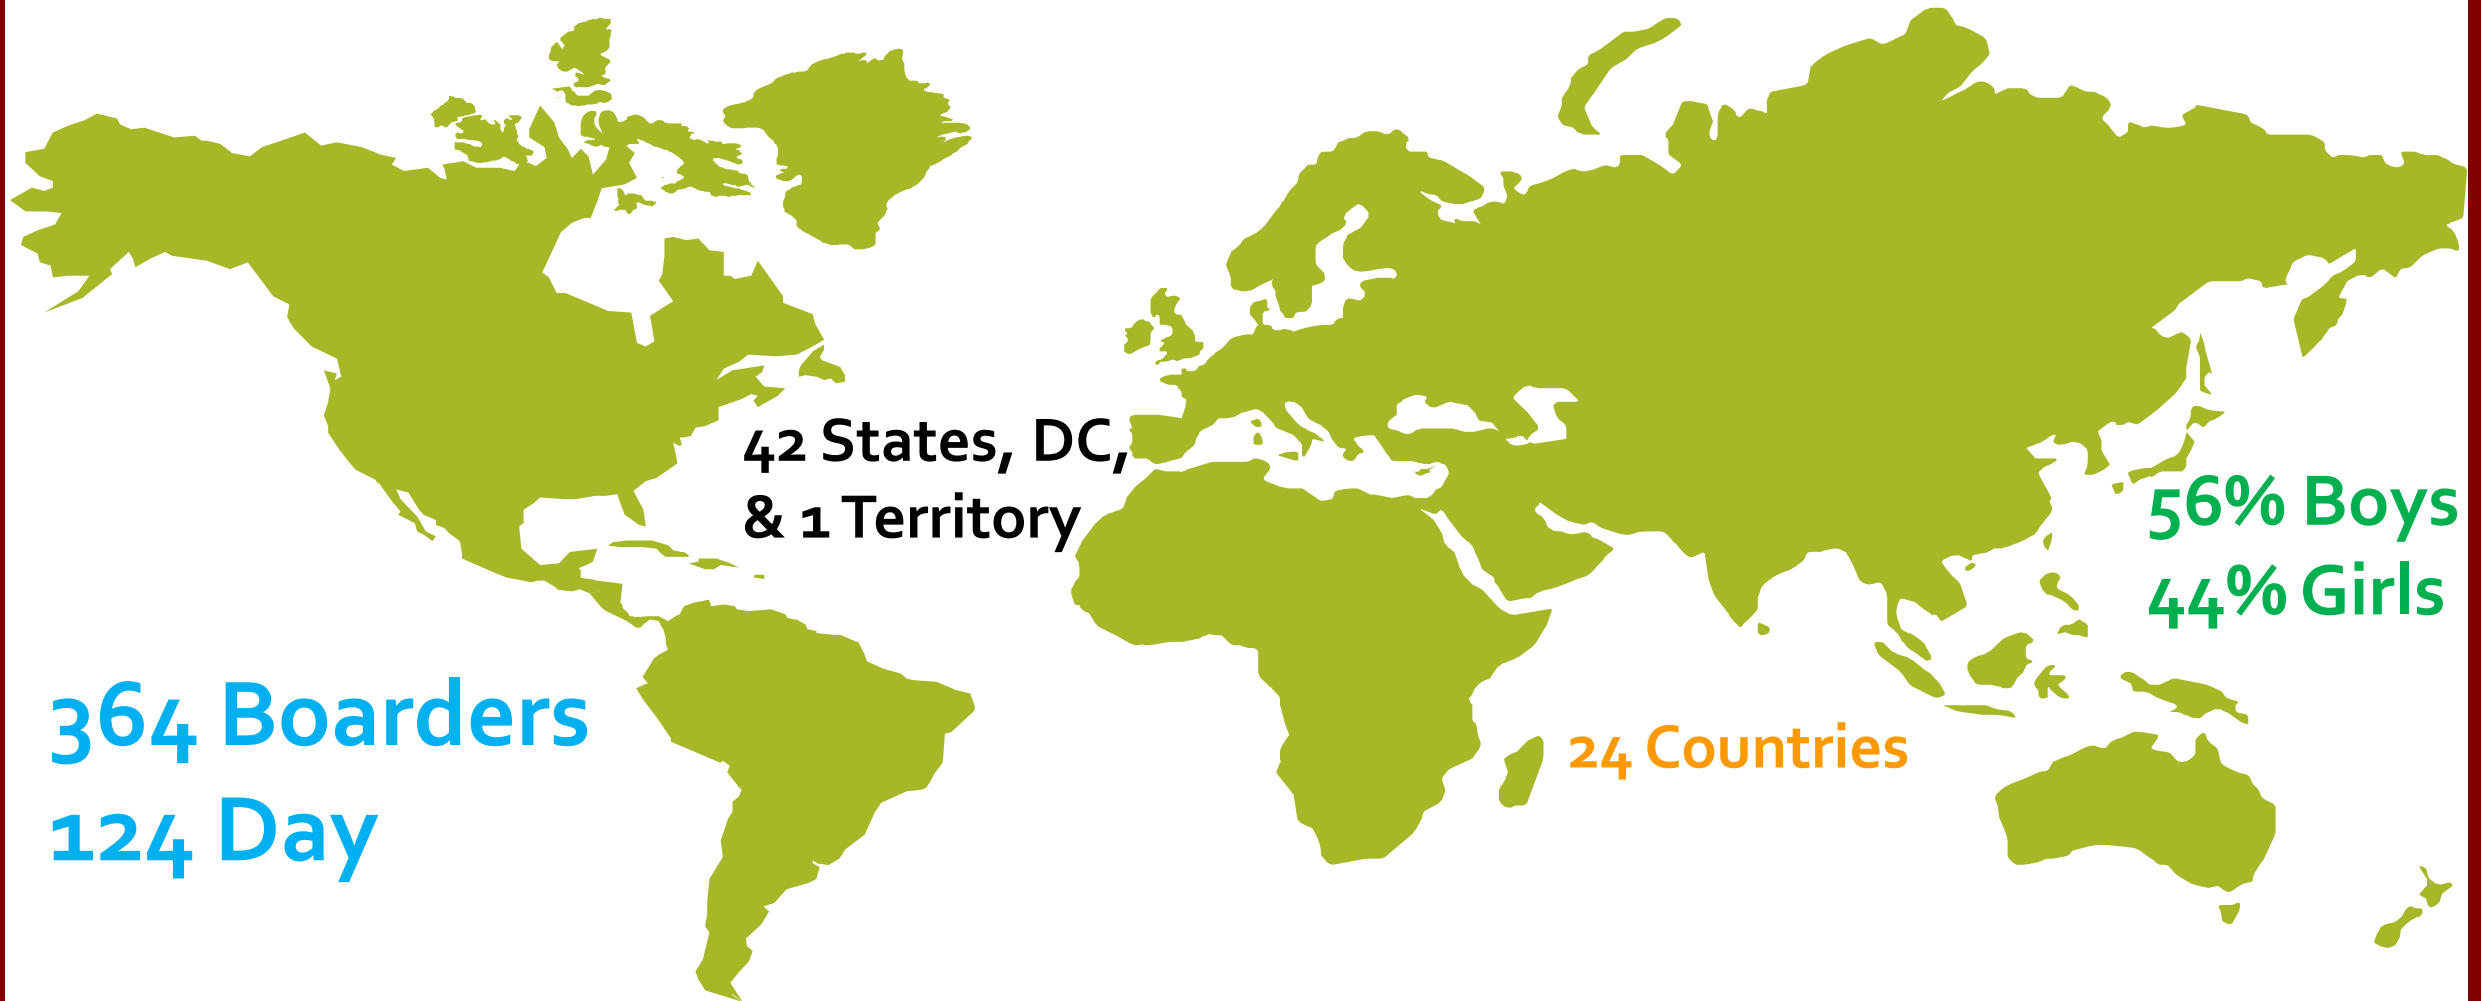 42 States, DC,
& 1 Territory
56% Boys
44% Girls
364 Boarders
124 Day
24 Countries